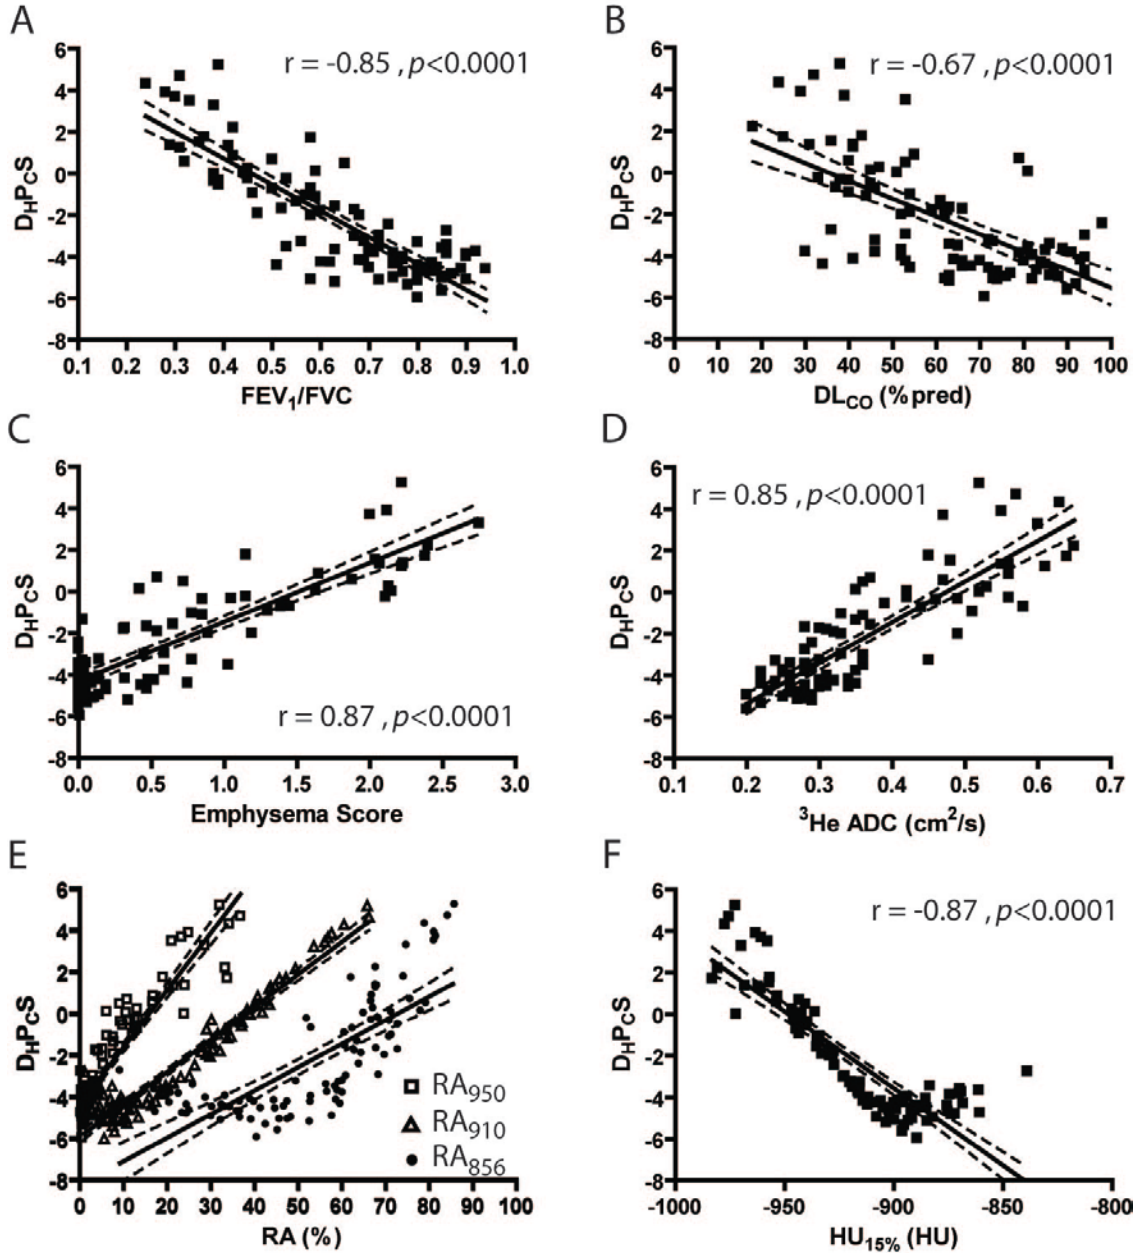 A
r = -0.85 , p<0.0001
D_HP_CS
6
4
2
0
-2
-4
-6
-8
0.1 0.2 0.3 0.4 0.5 0.6 0.7 0.8 0.9 1.0
FEV₁/FVC
B
r = -0.67 , p<0.0001
D_HP_CS
6
4
2
0
-2
-4
-6
-8
0 10 20 30 40 50 60 70 80 90 100
DL_CO (%pred)
C
D_HP_CS
6
4
2
0
-2
-4
-6
-8
r = 0.87 , p<0.0001
0.0 0.5 1.0 1.5 2.0 2.5 3.0
Emphysema Score
D
r = 0.85 , p<0.0001
D_HP_CS
6
4
2
0
-2
-4
-6
-8
0.1 0.2 0.3 0.4 0.5 0.6 0.7
³He ADC (cm²/s)
E
D_HP_CS
6
4
2
0
-2
-4
-6
-8
RA₉₅₀
RA₉₁₀
RA₈₅₆
0 10 20 30 40 50 60 70 80 90 100
RA (%)
F
r = -0.87 , p<0.0001
D_HP_CS
6
4
2
0
-2
-4
-6
-8
-1000 -950 -900 -850 -800
HU₁₅% (HU)